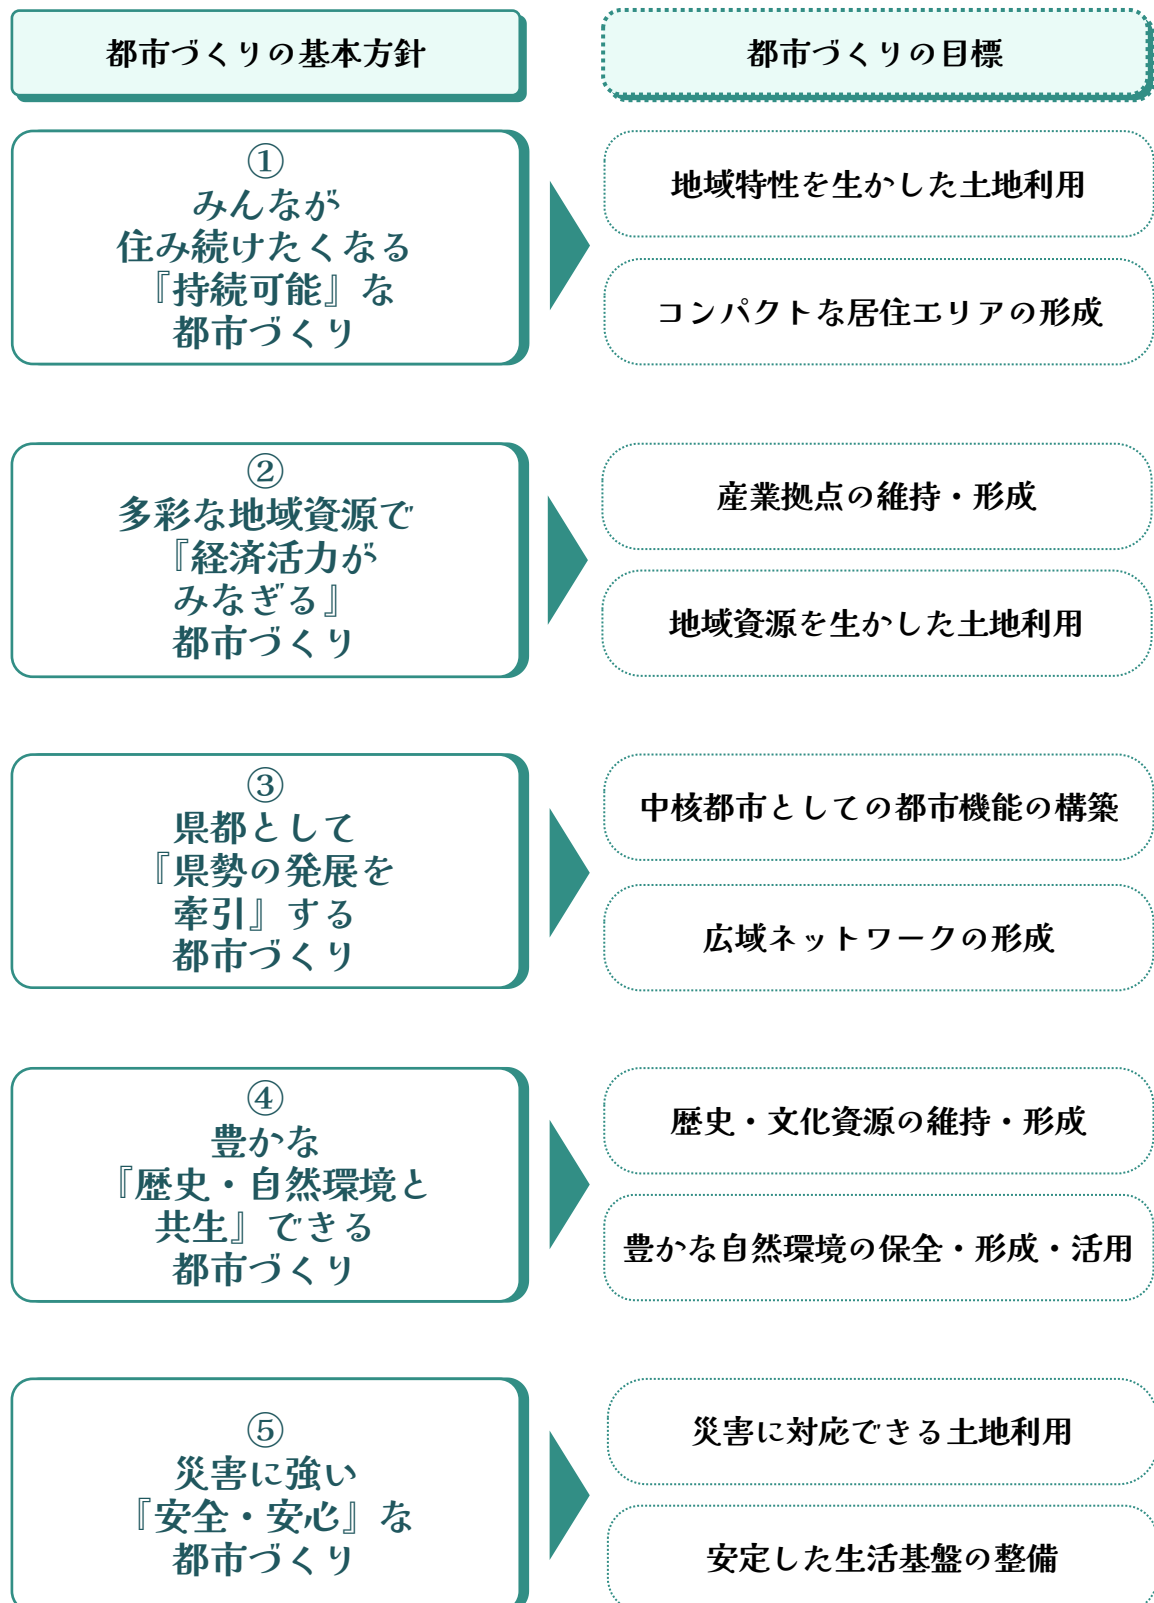 都市づくりの基本方針
都市づくりの目標
①
みんなが
住み続けたくなる
『持続可能』な
都市づくり
地域特性を生かした土地利用
コンパクトな居住エリアの形成
②
多彩な地域資源で
『経済活力が
みなぎる』
都市づくり
産業拠点の維持・形成
地域資源を生かした土地利用
③
県都として
『県勢の発展を
牽引』する
都市づくり
中核都市としての都市機能の構築
広域ネットワークの形成
④
豊かな
『歴史・自然環境と
共生』できる
都市づくり
歴史・文化資源の維持・形成
豊かな自然環境の保全・形成・活用
⑤
災害に強い
『安全・安心』な
都市づくり
災害に対応できる土地利用
安定した生活基盤の整備